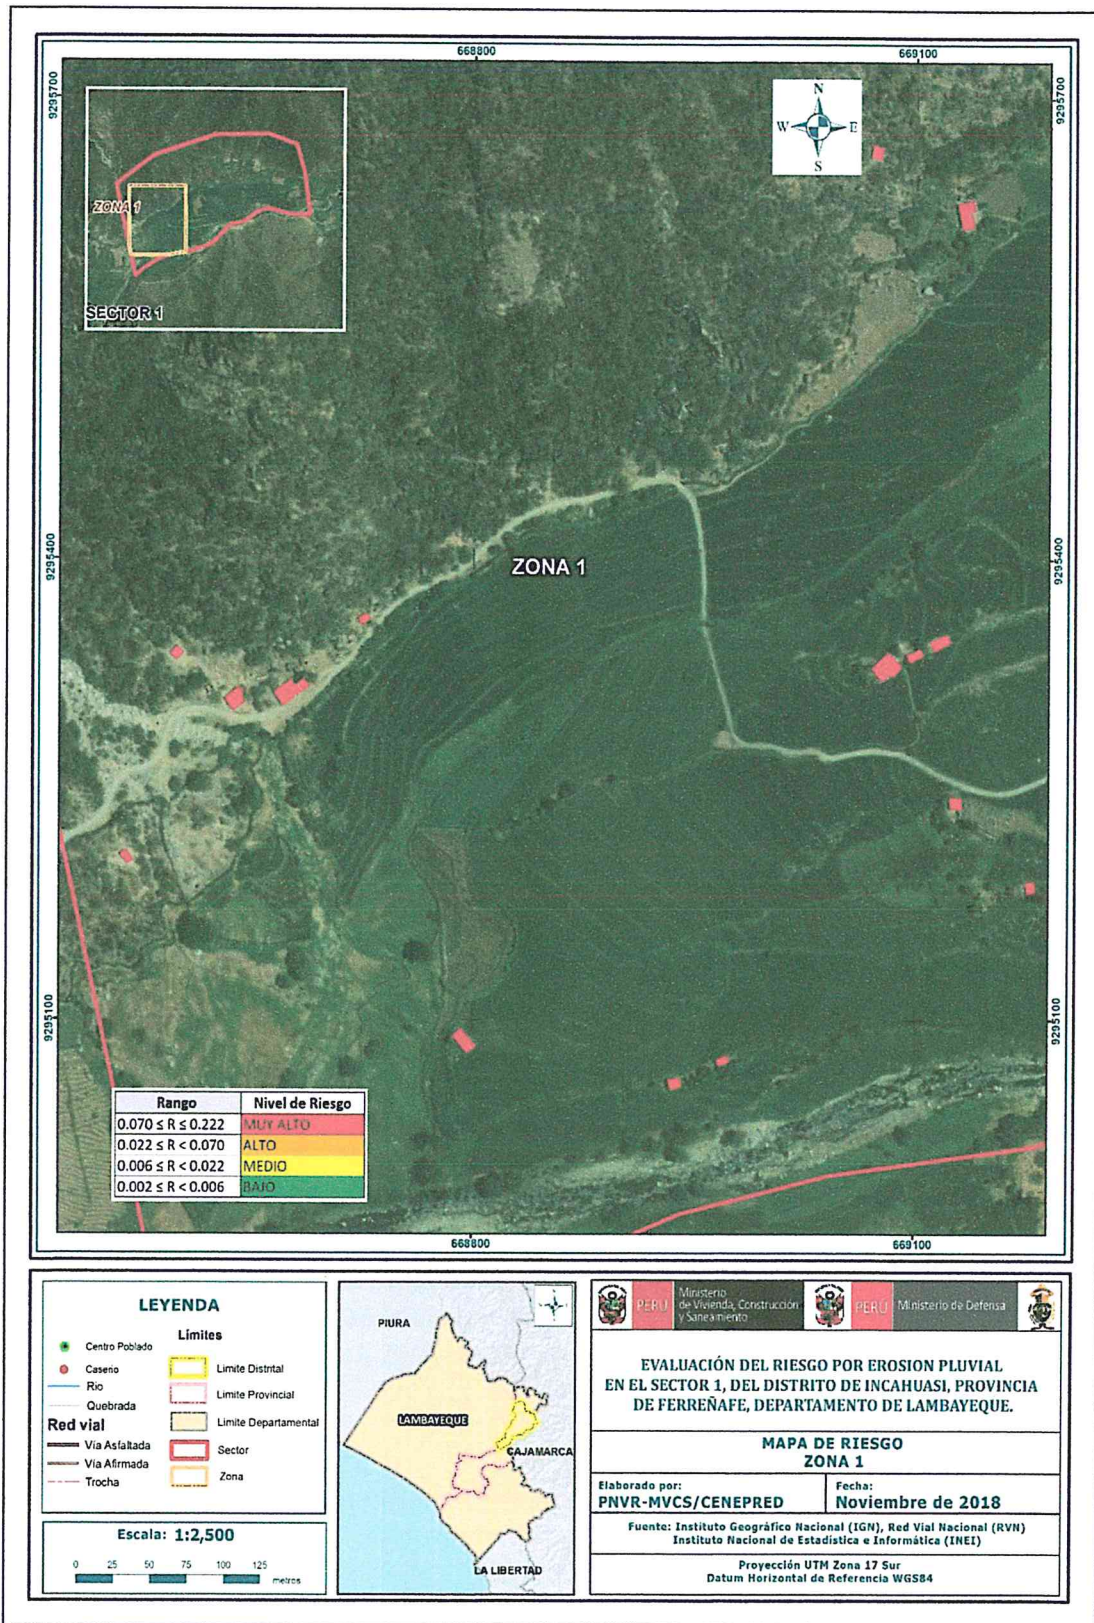 668800
669100
9295700
9295700
N
W
E
S
ZONA 1
SECTOR 1
9295400
9295400
ZONA 1
9295100
9295100
Rango
Nivel de Riesgo
0.070 ≤ R ≤ 0.222
MUY ALTO
0.022 ≤ R < 0.070
ALTO
0.006 ≤ R < 0.022
MEDIO
0.002 ≤ R < 0.006
BAJO
668800
669100
LEYENDA
Centro Poblado
Caserio
Rio
Quebrada
Red vial
Vía Asfaltada
Vía Afirmada
Trocha
Límites
Limite Distrital
Limite Provincial
Limite Departamental
Sector
Zona
Escala: 1:2,500
0 25 50 75 100 125
metros
PIURA
LAMBAYEQUE
CAJAMARCA
LA LIBERTAD
PERÚ
Ministerio
de Vivienda, Construcción
y Saneamiento
PERÚ
Ministerio de Defensa
EVALUACIÓN DEL RIESGO POR EROSION PLUVIAL
EN EL SECTOR 1, DEL DISTRITO DE INCAHUASI, PROVINCIA
DE FERREÑAFE, DEPARTAMENTO DE LAMBAYEQUE.
MAPA DE RIESGO
ZONA 1
Elaborado por:
PNVR-MVCS/CENEPRED
Fecha:
Noviembre de 2018
Fuente: Instituto Geográfico Nacional (IGN), Red Vial Nacional (RVN)
Instituto Nacional de Estadística e Informática (INEI)
Proyección UTM Zona 17 Sur
Datum Horizontal de Referencia WGS84